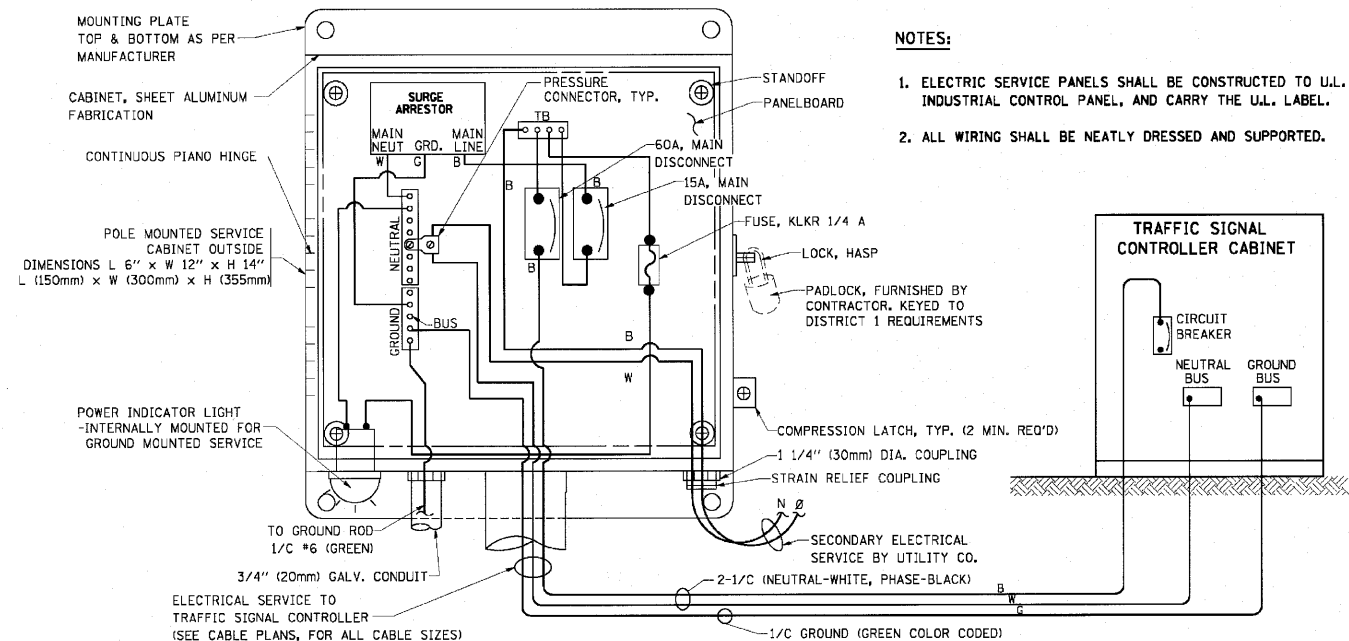 MOUNTING PLATE
TOP & BOTTOM AS PER
MANUFACTURER
CABINET, SHEET ALUMINUM
FABRICATION
CONTINUOUS PIANO HINGE
POLE MOUNTED SERVICE
CABINET OUTSIDE
DIMENSIONS L 6" x W 12" x H 14"
L (150mm) x W (300mm) x H (355mm)
POWER INDICATOR LIGHT
-INTERNALLY MOUNTED FOR
GROUND MOUNTED SERVICE
SURGE
ARRESTOR
MAIN
NEUT
GRD.
MAIN
LINE
W
G
B
PRESSURE
CONNECTOR, TYP.
TB
60A, MAIN
DISCONNECT
15A, MAIN
DISCONNECT
B
B
B
FUSE, KLKR 1/4 A
NEUTRAL
GROUND
BUS
B
W
STANDOFF
PANELBOARD
LOCK, HASP
PADLOCK, FURNISHED BY
CONTRACTOR. KEYED TO
DISTRICT 1 REQUIREMENTS
COMPRESSION LATCH, TYP. (2 MIN. REQ'D)
1 1/4" (30mm) DIA. COUPLING
STRAIN RELIEF COUPLING
N Ø
SECONDARY ELECTRICAL
SERVICE BY UTILITY CO.
TO GROUND ROD
1/C #6 (GREEN)
3/4" (20mm) GALV. CONDUIT
ELECTRICAL SERVICE TO
TRAFFIC SIGNAL CONTROLLER
(SEE CABLE PLANS, FOR ALL CABLE SIZES)
2-1/C (NEUTRAL-WHITE, PHASE-BLACK)
B
W
G
1/C GROUND (GREEN COLOR CODED)
NOTES:
1. ELECTRIC SERVICE PANELS SHALL BE CONSTRUCTED TO U.L.
INDUSTRIAL CONTROL PANEL, AND CARRY THE U.L. LABEL.
2. ALL WIRING SHALL BE NEATLY DRESSED AND SUPPORTED.
TRAFFIC SIGNAL
CONTROLLER CABINET
CIRCUIT
BREAKER
NEUTRAL
BUS
GROUND
BUS